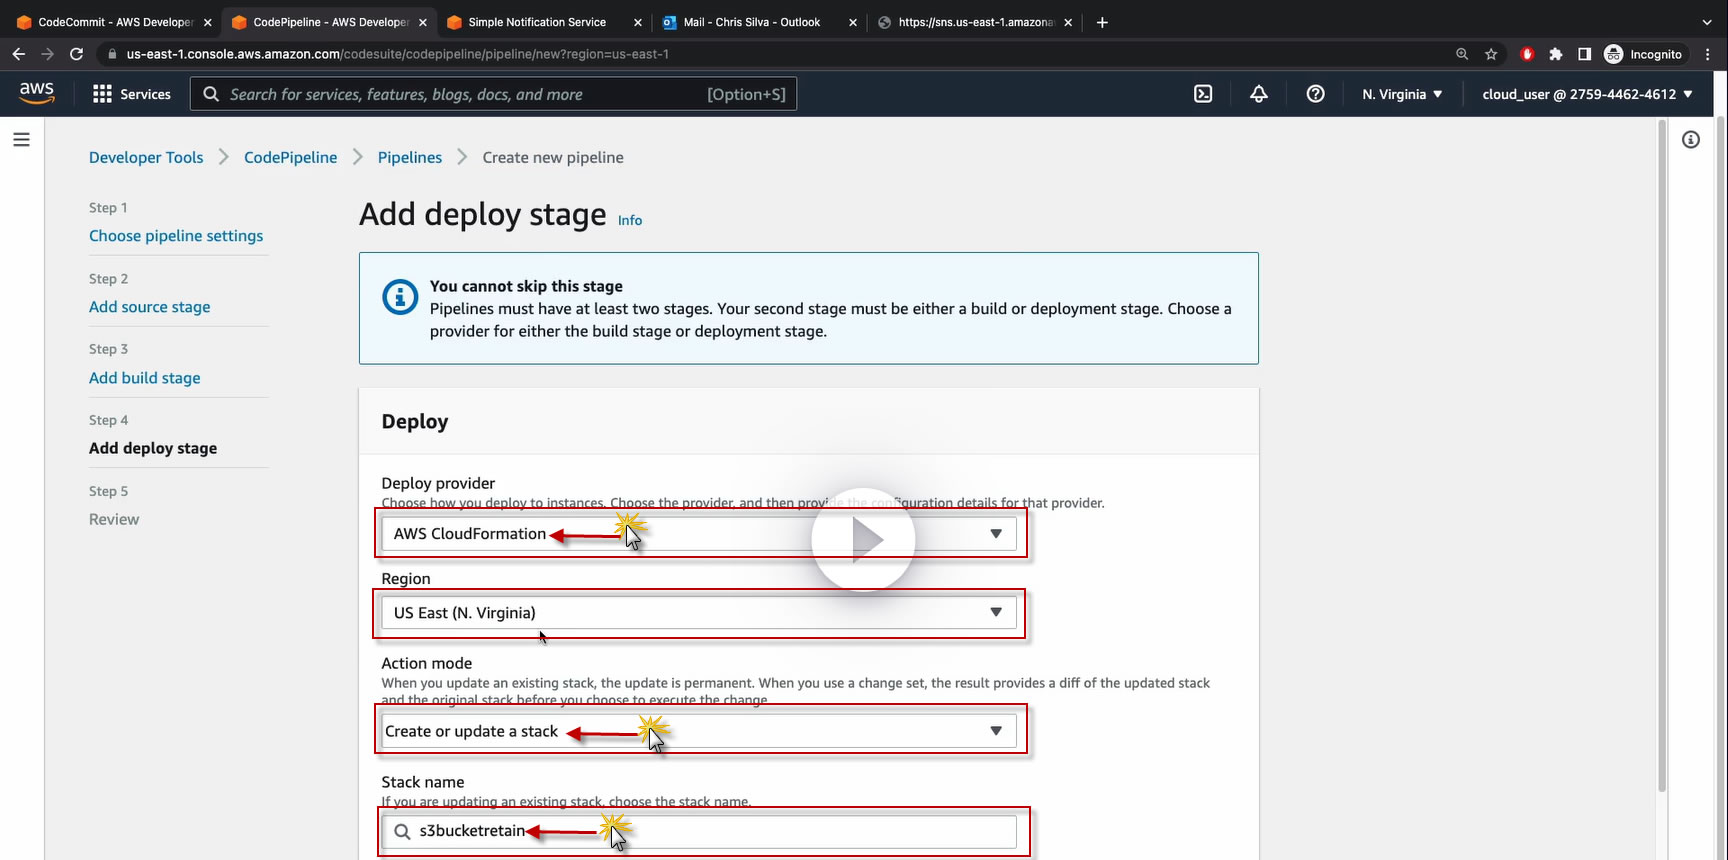 CodeCommit - AWS Developer
CodePipeline - AWS Developer
Simple Notification Service
Mail - Chris Silva - Outlook
https://sns.us-east-1.amazona
us-east-1.console.aws.amazon.com/codesuite/codepipeline/pipeline/new?region=us-east-1
Incognito
aws
Services
Search for services, features, blogs, docs, and more
[Option+S]
N. Virginia
cloud_user @ 2759-4462-4612
Developer Tools
CodePipeline
Pipelines
Create new pipeline
Step 1
Choose pipeline settings
Step 2
Add source stage
Step 3
Add build stage
Step 4
Add deploy stage
Step 5
Review
Add deploy stage Info
You cannot skip this stage
Pipelines must have at least two stages. Your second stage must be either a build or deployment stage. Choose a
provider for either the build stage or deployment stage.
Deploy
Deploy provider
Choose how you deploy to instances. Choose the provider, and then provide the configuration details for that provider.
AWS CloudFormation
Region
US East (N. Virginia)
Action mode
When you update an existing stack, the update is permanent. When you use a change set, the result provides a diff of the updated stack
and the original stack before you choose to execute the change.
Create or update a stack
Stack name
If you are updating an existing stack, choose the stack name.
s3bucketretain